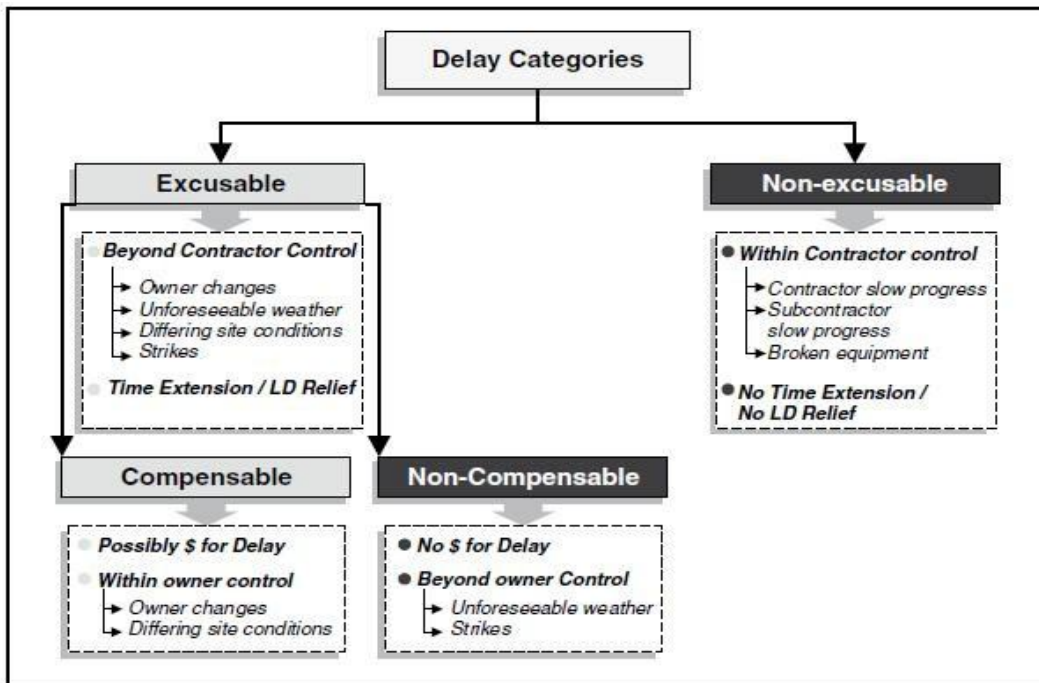 Delay Categories
Excusable
Beyond Contractor Control
Owner changes
Unforeseeable weather
Differing site conditions
Strikes
Time Extension / LD Relief
Non-excusable
Within Contractor control
Contractor slow progress
Subcontractor
slow progress
Broken equipment
No Time Extension /
No LD Relief
Compensable
Possibly $ for Delay
Within owner control
Owner changes
Differing site conditions
Non-Compensable
No $ for Delay
Beyond owner Control
Unforeseeable weather
Strikes